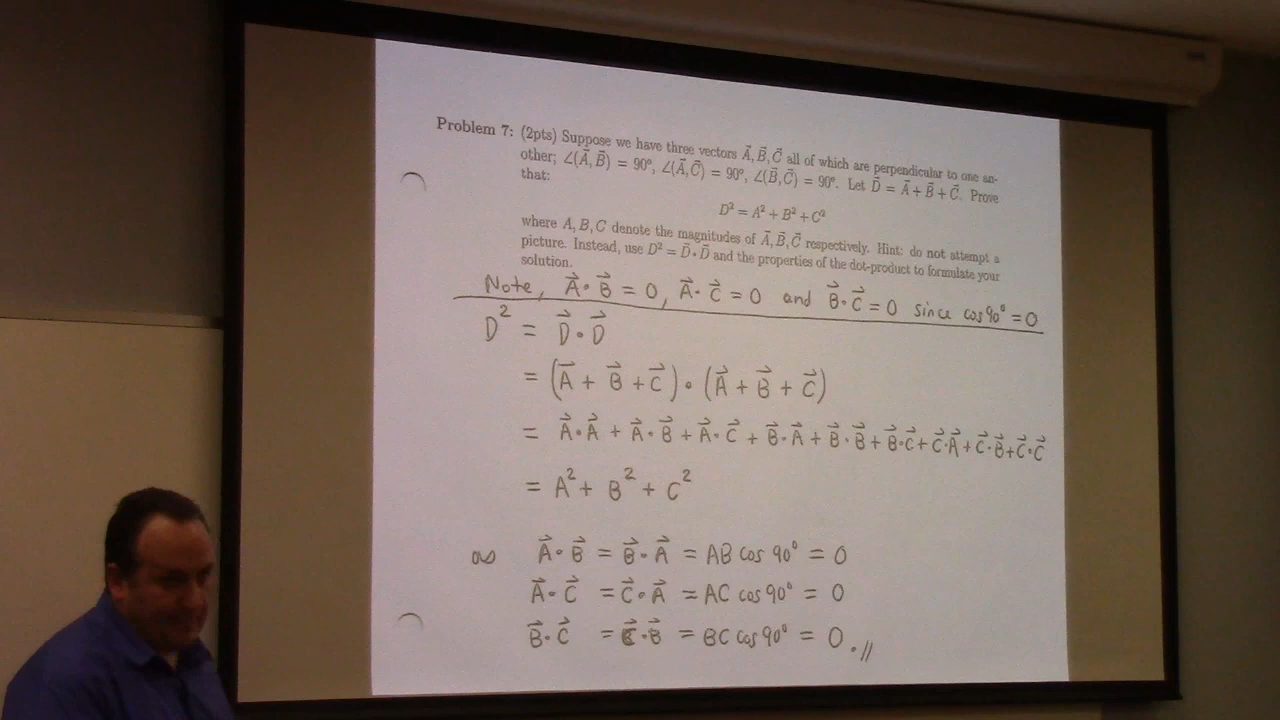 Problem 7: (2pts) Suppose we have three vectors A⃗, B⃗, C⃗ all of which are perpendicular to one an-
other; ∠(A⃗, B⃗) = 90°, ∠(A⃗, C⃗) = 90°, ∠(B⃗, C⃗) = 90°. Let D⃗ = A⃗ + B⃗ + C⃗. Prove
that:
D² = A² + B² + C²
where A, B, C denote the magnitudes of A⃗, B⃗, C⃗ respectively. Hint: do not attempt a
picture. Instead, use D² = D⃗ • D⃗ and the properties of the dot-product to formulate your
solution.
Note, A⃗ • B⃗ = 0, A⃗ • C⃗ = 0 and B⃗ • C⃗ = 0 since cos 90° = 0
D² = D⃗ • D⃗
= (A⃗ + B⃗ + C⃗) • (A⃗ + B⃗ + C⃗)
= A⃗•A⃗ + A⃗•B⃗ + A⃗•C⃗ + B⃗•A⃗ + B⃗•B⃗ + B⃗•C⃗ + C⃗•A⃗ + C⃗•B⃗ + C⃗•C⃗
= A² + B² + C²
as A⃗ • B⃗ = B⃗ • A⃗ = AB cos 90° = 0
A⃗ • C⃗ = C⃗ • A⃗ = AC cos 90° = 0
B⃗ • C⃗ = C⃗ • B⃗ = BC cos 90° = 0. //